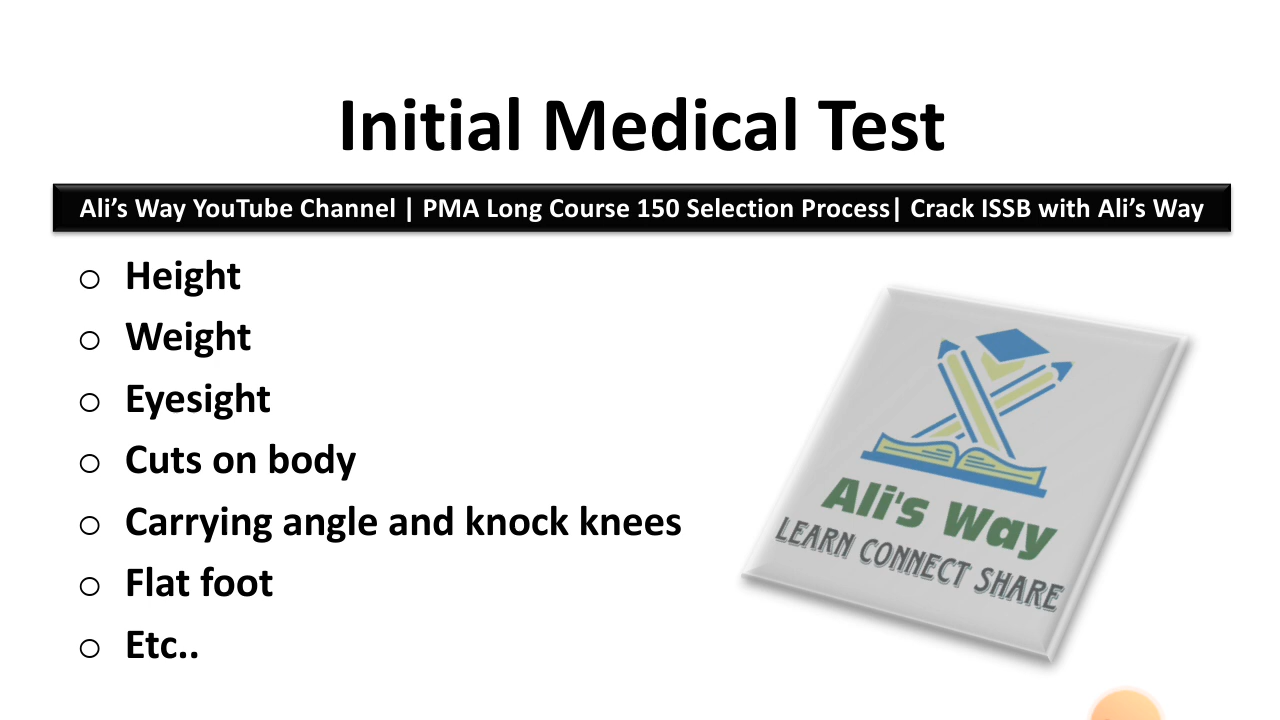 Initial Medical Test
Ali’s Way YouTube Channel | PMA Long Course 150 Selection Process| Crack ISSB with Ali’s Way
Height
Weight
Eyesight
Cuts on body
Carrying angle and knock knees
Flat foot
Etc..
Ali's Way
LEARN CONNECT SHARE